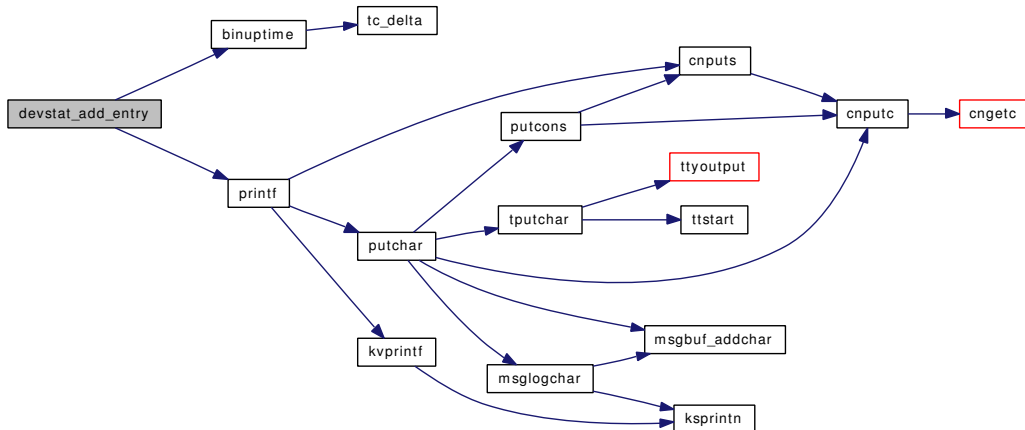 devstat_add_entry
binuptime
tc_delta
printf
cnputs
putcons
cnputc
cngetc
putchar
tputchar
ttyoutput
ttstart
kvprintf
msglogchar
msgbuf_addchar
ksprintn